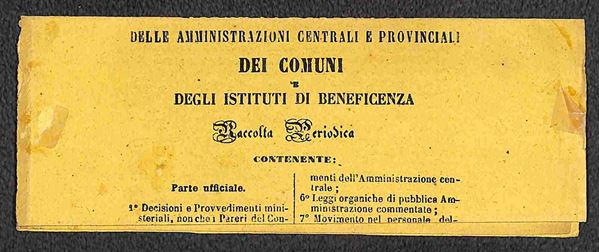 DELLE AMMINISTRAZIONI CENTRALI E PROVINCIALI
DEI COMUNI
E
DEGLI ISTITUTI DI BENEFICENZA
Raccolta Periodica
CONTENENTE:
Parte ufficiale.
1° Decisioni e Provvedimenti mini-
steriali, non che i Pareri del Con-
menti dell'Amministrazione cen-
trale;
6° Leggi organiche di pubblica Am-
ministrazione commentate;
7° Movimento nel personale del-